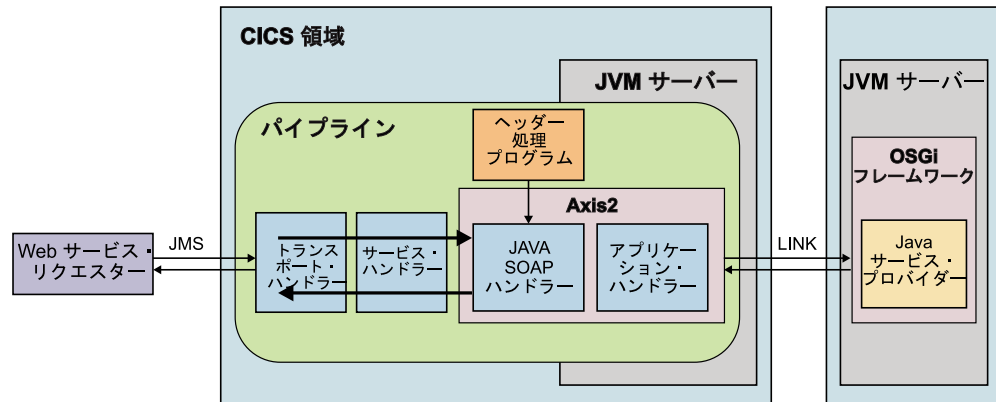 CICS 領域
JVM サーバー
パイプライン
ヘッダー
処理
プログラム
Axis2
Web サービス・
リクエスター
JMS
トランス
ポート・
ハンドラー
サービス・
ハンドラー
JAVA
SOAP
ハンドラー
アプリケー
ション・
ハンドラー
LINK
JVM サーバー
OSGi
フレームワーク
Java
サービス・
プロバイダー